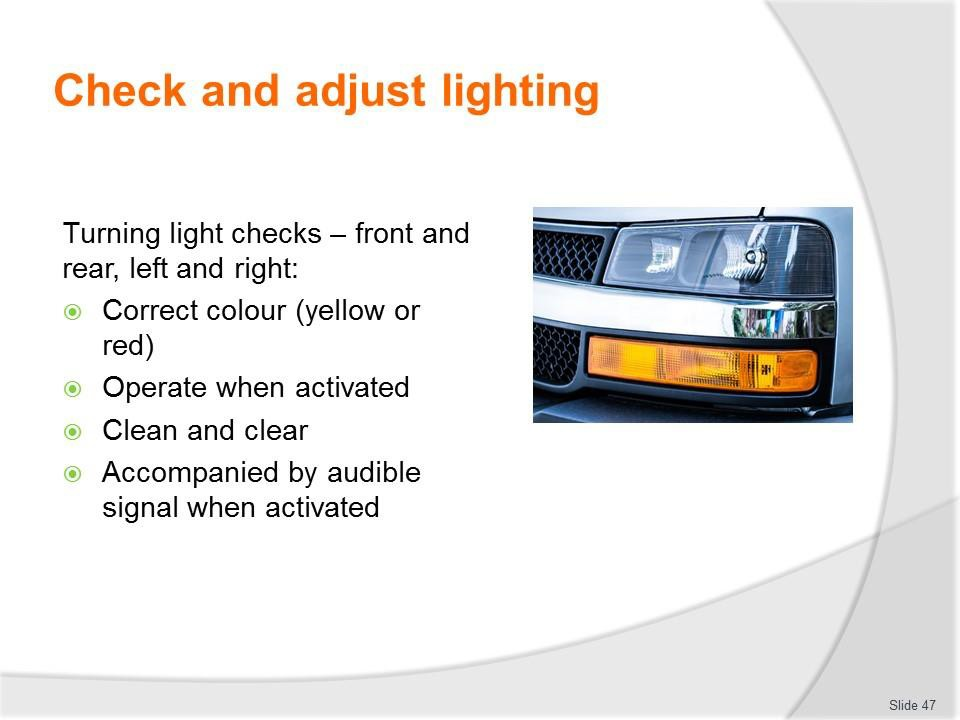 Check and adjust lighting
Turning light checks – front and
rear, left and right:
Correct colour (yellow or
red)
Operate when activated
Clean and clear
Accompanied by audible
signal when activated
Slide 47